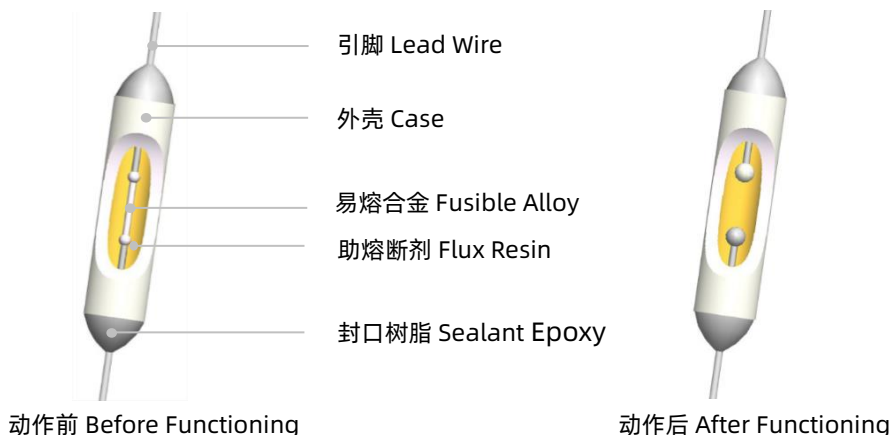 引脚 Lead Wire
外壳 Case
易熔合金 Fusible Alloy
助熔断剂 Flux Resin
封口树脂 Sealant Epoxy
动作前 Before Functioning
动作后 After Functioning